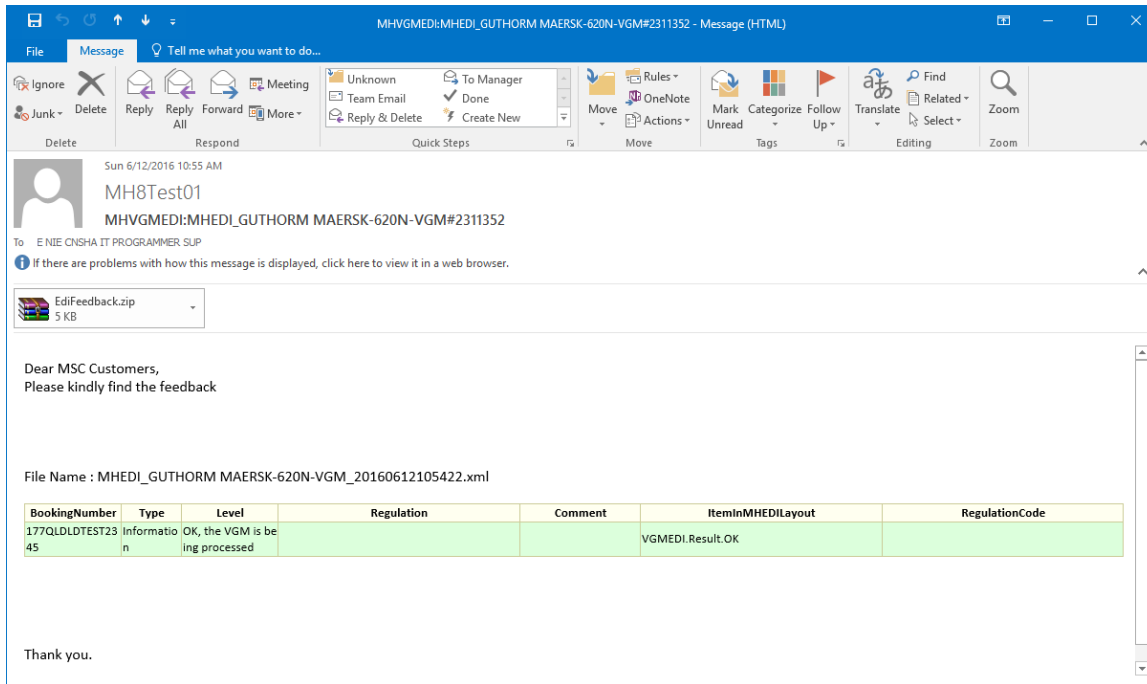 MHVGMEDI:MHEDI_GUTHORM MAERSK-620N-VGM#2311352 - Message (HTML)
File Message Tell me what you want to do...
Ignore
Junk
Delete
Reply
Reply All
Forward
Meeting
More
Unknown
Team Email
Reply & Delete
To Manager
Done
Create New
Move
Rules
OneNote
Actions
Mark Unread
Categorize
Follow Up
Translate
Find
Related
Select
Zoom
Delete Respond Quick Steps Move Tags Editing Zoom
Sun 6/12/2016 10:55 AM
MH8Test01
MHVGMEDI:MHEDI_GUTHORM MAERSK-620N-VGM#2311352
To E NIE CNSHA IT PROGRAMMER SUP
If there are problems with how this message is displayed, click here to view it in a web browser.
EdiFeedback.zip
5 KB
Dear MSC Customers,
Please kindly find the feedback
File Name : MHEDI_GUTHORM MAERSK-620N-VGM_20160612105422.xml
BookingNumber Type Level Regulation Comment ItemInMHEDILayout RegulationCode
177QLDLDTEST23 Informatio OK, the VGM is be
VGMEDI.Result.OK
45 n ing processed
Thank you.